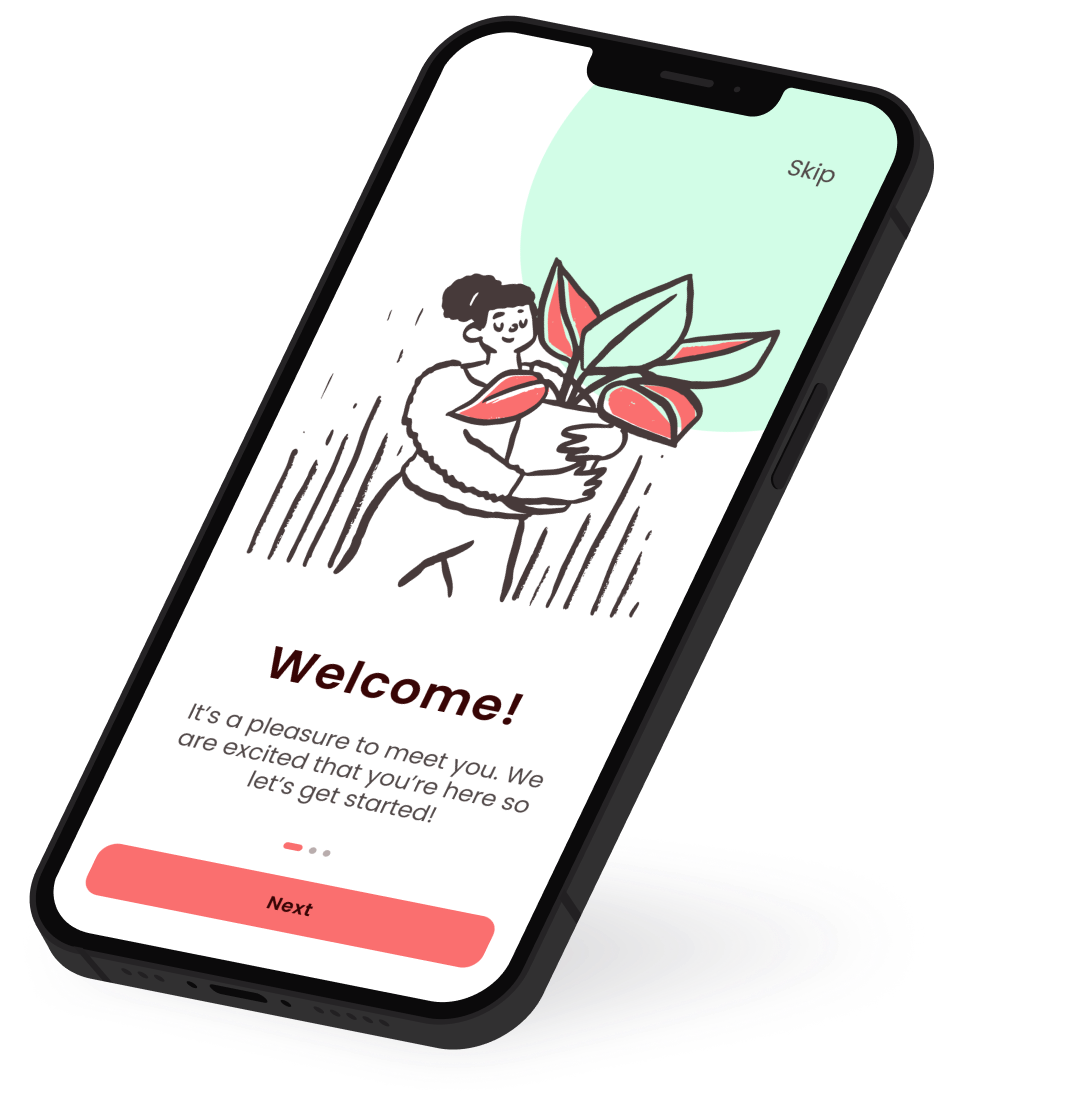 Skip
Welcome!
It’s a pleasure to meet you. We
are excited that you’re here so
let’s get started!
Next